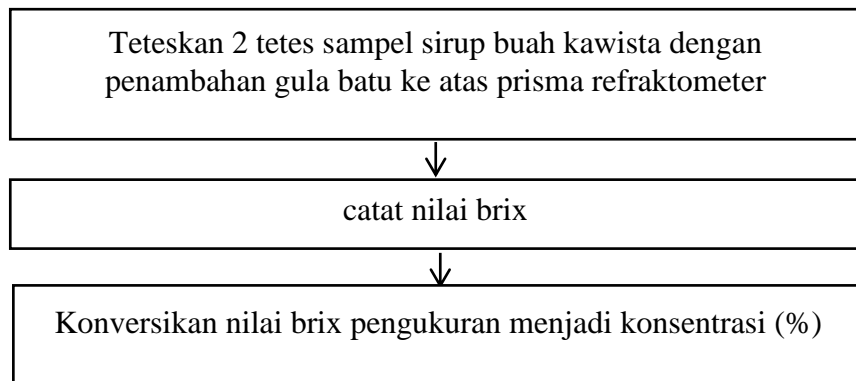 Teteskan 2 tetes sampel sirup buah kawista dengan
penambahan gula batu ke atas prisma refraktometer
catat nilai brix
Konversikan nilai brix pengukuran menjadi konsentrasi (%)